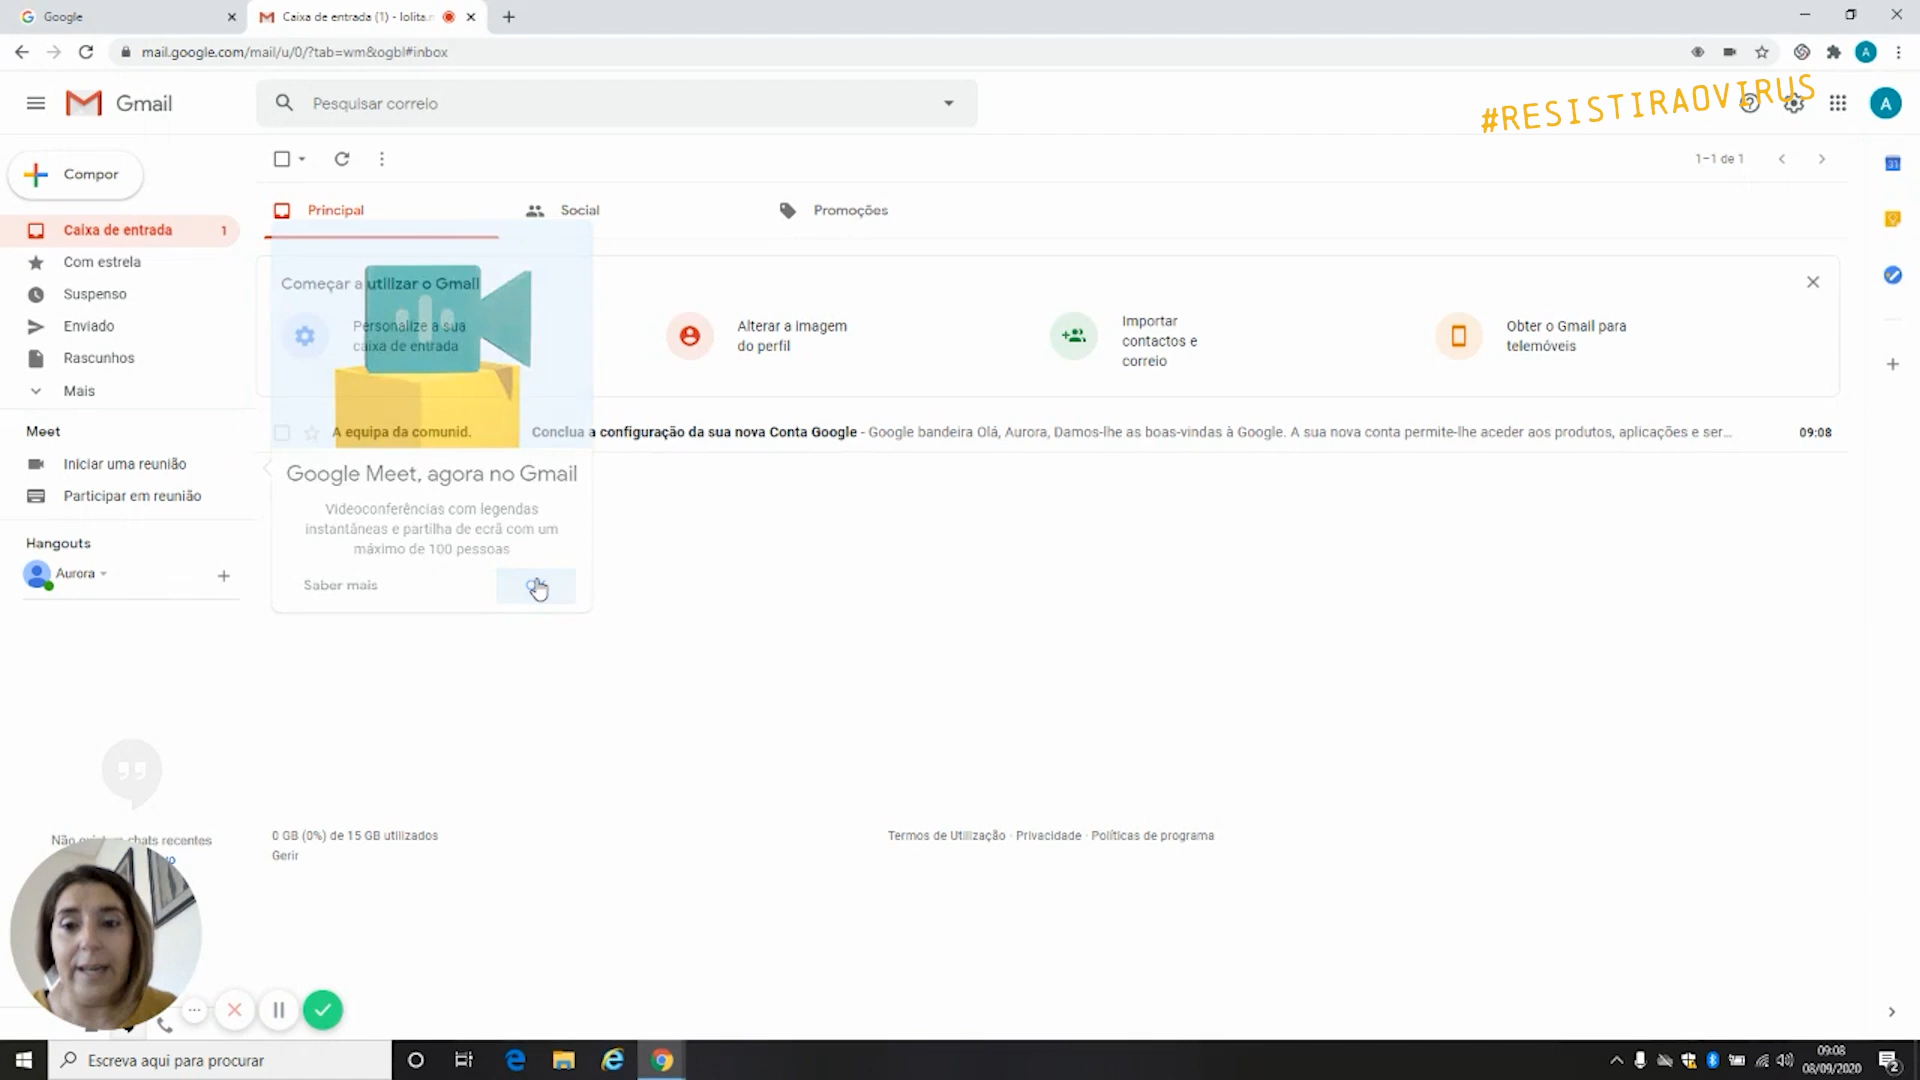 Google
Caixa de entrada (1) - lolita.r
mail.google.com/mail/u/0/?tab=wm&ogbl#inbox
A
Gmail
Pesquisar correio
#RESISTIRAOVIRUS
A
Compor
1-1 de 1
31
Principal
Social
Promoções
Caixa de entrada 1
Com estrela
Suspenso
Enviado
Rascunhos
Mais
Começar a utilizar o Gmail
Personalize a sua
caixa de entrada
Alterar a imagem
do perfil
Importar
contactos e
correio
Obter o Gmail para
telemóveis
A equipa da comunid. Conclua a configuração da sua nova Conta Google - Google bandeira Olá, Aurora, Damos-lhe as boas-vindas à Google. A sua nova conta permite-lhe aceder aos produtos, aplicações e ser... 09:08
Meet
Iniciar uma reunião
Participar em reunião
Google Meet, agora no Gmail
Videoconferências com legendas
instantâneas e partilha de ecrã com um
máximo de 100 pessoas
Saber mais
Hangouts
Aurora
chats recentes
0 GB (0%) de 15 GB utilizados
Gerir
Termos de Utilização · Privacidade · Políticas de programa
Escreva aqui para procurar
09:08
08/09/2020
2